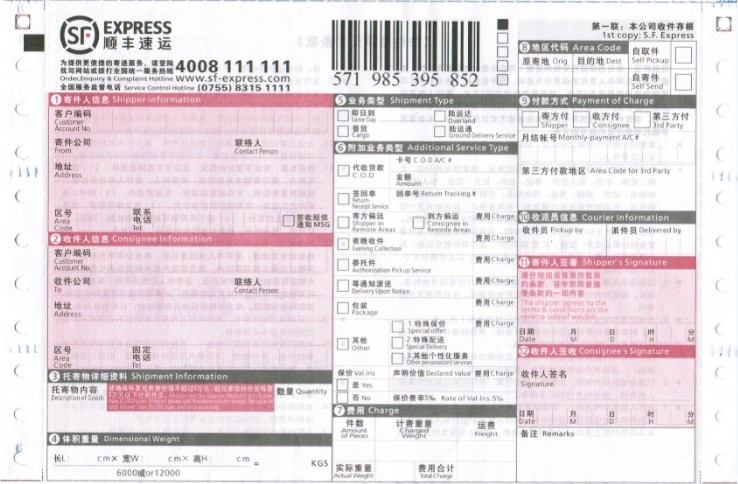 SF EXPRESS
顺丰速运
为提供更便捷的寄递服务，请登陆
我司网站或拨打全国统一服务热线
4008 111 111
Order,Enquiry & Complaint Hotline www.sf-express.com
全国服务监督电话 Service Control Hotline (0755) 8315 1111
571 985 395 852
第一联：本公司收件存根
1st copy: S.F. Express
⑧地区代码 Area Code
原寄地 Orig 目的地 Dest
自取件
Self Pickup
自寄件
Self Send
①寄件人信息 Shipper Information
客户编码
Customer
Account No.
寄件公司
From
联络人
Contact Person
地址
Address
区号
Area
Code
联系
电话
Tel
签收短信
通知 MSG
②收件人信息 Consignee Information
客户编码
Customer
Account No.
收件公司
To
联络人
Contact Person
地址
Address
区号
Area
Code
固定
电话
Tel
③托寄物详细资料 Shipment Information
托寄物内容
Description of Goods
数量 Quantity
④体积重量 Dimensional Weight
长L: cm× 宽W: cm× 高H: cm = KGS
6000或or12000
⑤业务类型 Shipment Type
即日到
Same Day
陆运达
Overland
普货
Cargo
陆运通
Ground Delivery Service
⑥附加业务类型 Additional Service Type
代收货款
C.O.D
卡号 C.O.D A/C #
金额
Amount
签回单
Return-
Receipt Service
回单号 Return Tracking #
寄方偏远
Shipper in
Remote Areas
到方偏远
Consignee in
Remote Areas
费用 Charge
夜晚收件
Evening Collection
费用 Charge
委托件
Authorization Pickup Service
费用 Charge
等通知派送
Delivery Upon Notice
费用 Charge
包装
Package
费用 Charge
其他
Other
1.特殊保价
Special offer
费用 Charge
2.特殊配送
Special Delivery
3.其他个性化服务
Other personalized services
保价 Val.Ins
声明价值 Declared Value
费用 Charge
是 Yes
否 No
保价费率5‰ Rate of Val.Ins.:5‰
⑦费用 Charge
件数
Amount
of Pieces
计费重量
Charged
Weight
运费
Freight
实际重量
Actual Weight
费用合计
Total Charge
⑨付款方式 Payment of Charge
寄方付
Shipper
收方付
Consignee
第三方付
3rd Party
月结帐号 Monthly-payment A/C#
第三方付款地区 Area Code for 3rd Party
⑩收派员信息 Courier Information
收件员 Pickup by
派件员 Delivered by
⑪寄件人签署 Shipper's Signature
请仔细阅读背面所载契
约条款，签字即同意接
受条款的一切内容
The shipper agrees to the
terms & conditions on the
reverse side of waybill.
日期 月 日 时 分
Date M D H M
⑫收件人签收 Consignee's Signature
收件人签名
Signature
日期 月 日 时 分
Date M D H M
备注 Remarks